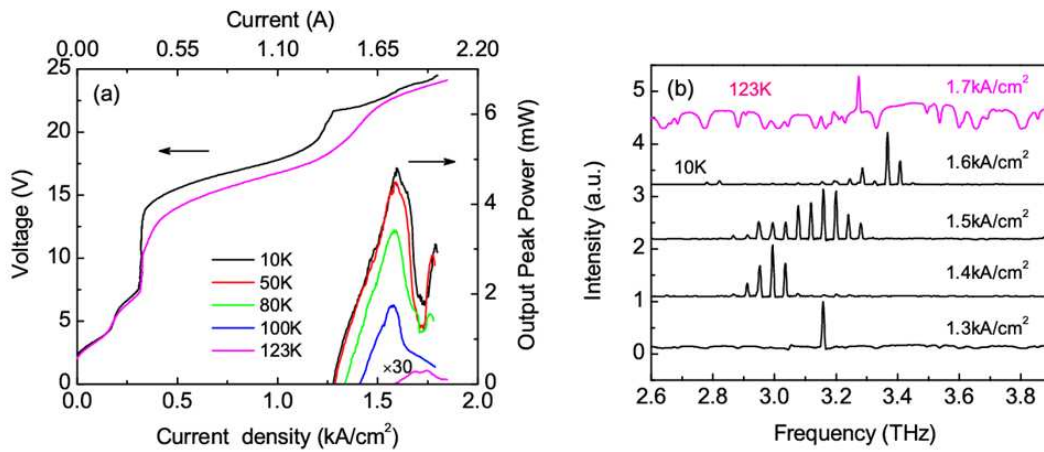 Current (A)
0.00 0.55 1.10 1.65 2.20
25
20
15
10
5
0
Voltage (V)
(a)
10K
50K
80K
100K
123K
×30
6
4
2
0
Output Peak Power (mW)
0.0 0.5 1.0 1.5 2.0
Current density (kA/cm²)
5
4
3
2
1
0
Intensity (a.u.)
123K
(b)
1.7kA/cm²
10K
1.6kA/cm²
1.5kA/cm²
1.4kA/cm²
1.3kA/cm²
2.6 2.8 3.0 3.2 3.4 3.6 3.8
Frequency (THz)